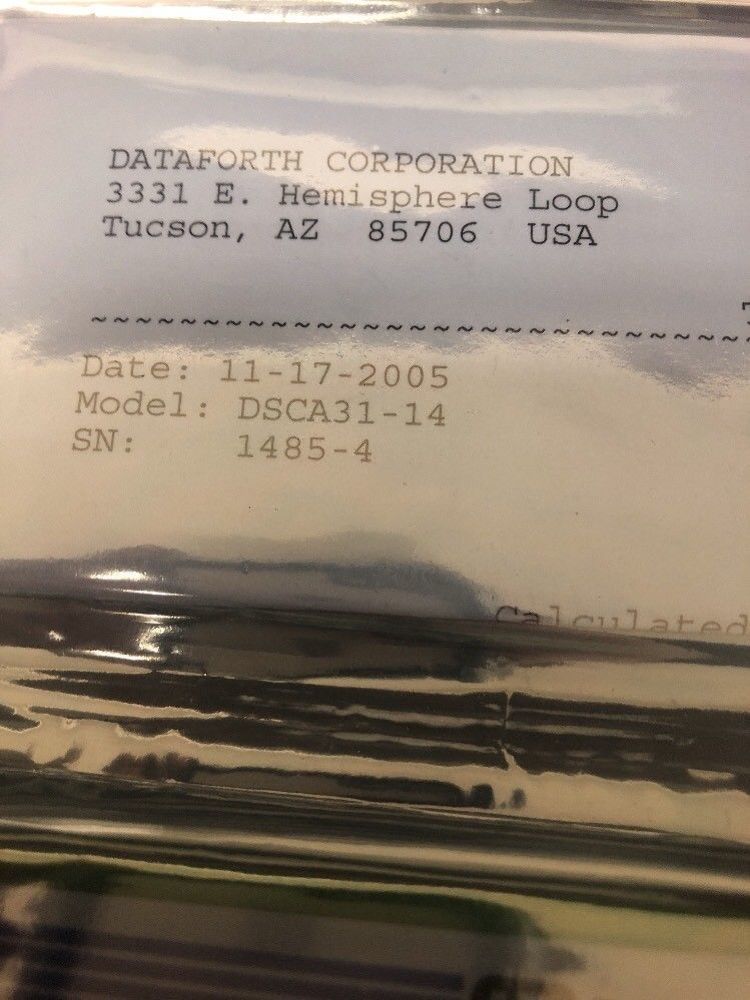 DATAFORTH CORPORATION
3331 E. Hemisphere Loop
Tucson, AZ 85706 USA
~~~~~~~~~~~~~~~~~~~~~~~~~~~~~~~~~~~~
Date: 11-17-2005
Model: DSCA31-14
SN: 1485-4
Calculated